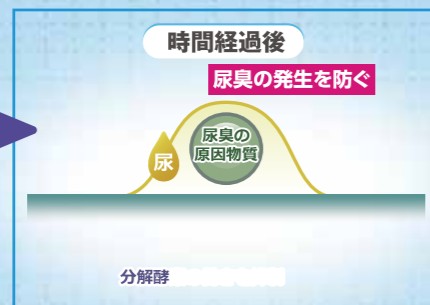 時間経過後
尿臭の発生を防ぐ
尿臭の
原因物質
尿
分解酵